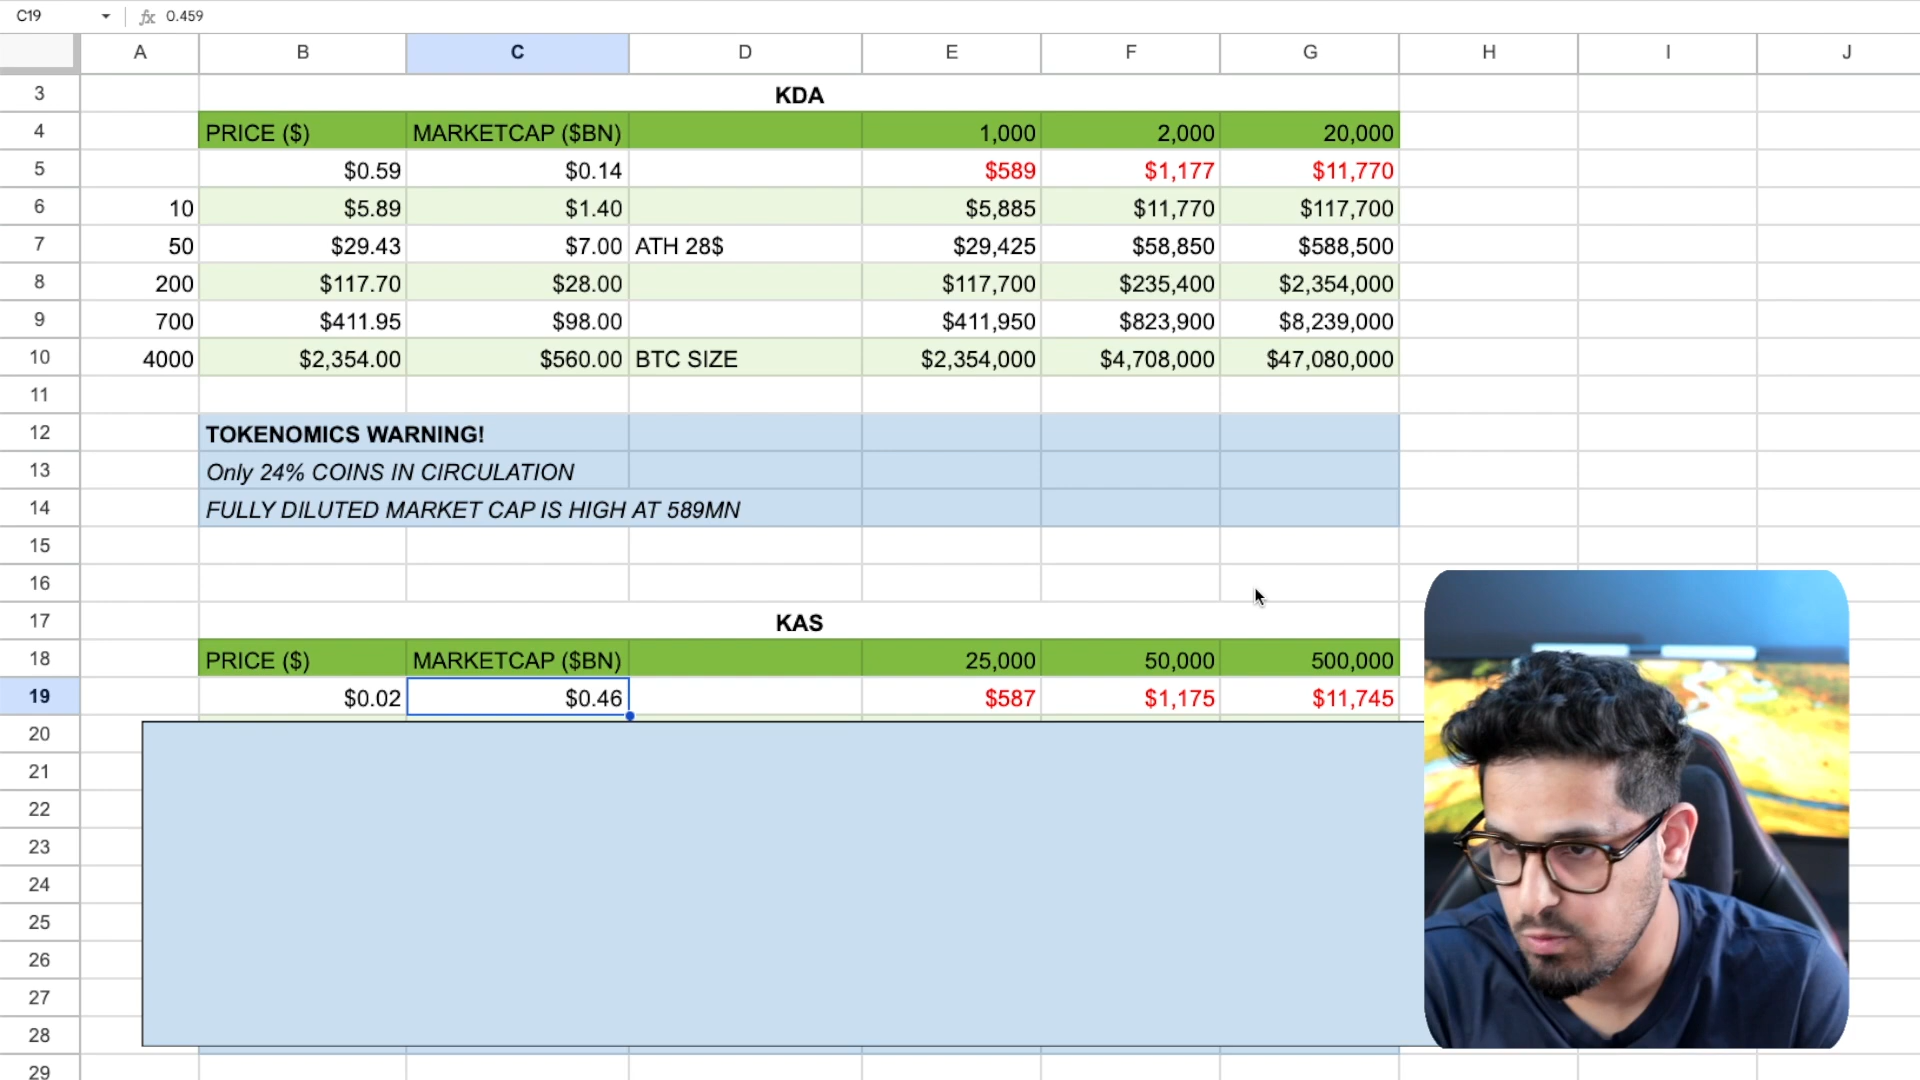 C19 fx 0.459
A B C D E F G H I J
3 KDA
4 PRICE ($) MARKETCAP ($BN) 1,000 2,000 20,000
5 $0.59 $0.14 $589 $1,177 $11,770
6 10 $5.89 $1.40 $5,885 $11,770 $117,700
7 50 $29.43 $7.00 ATH 28$ $29,425 $58,850 $588,500
8 200 $117.70 $28.00 $117,700 $235,400 $2,354,000
9 700 $411.95 $98.00 $411,950 $823,900 $8,239,000
10 4000 $2,354.00 $560.00 BTC SIZE $2,354,000 $4,708,000 $47,080,000
11
12 TOKENOMICS WARNING!
13 Only 24% COINS IN CIRCULATION
14 FULLY DILUTED MARKET CAP IS HIGH AT 589MN
15
16
17 KAS
18 PRICE ($) MARKETCAP ($BN) 25,000 50,000 500,000
19 $0.02 $0.46 $587 $1,175 $11,745
20
21
22
23
24
25
26
27
28
29